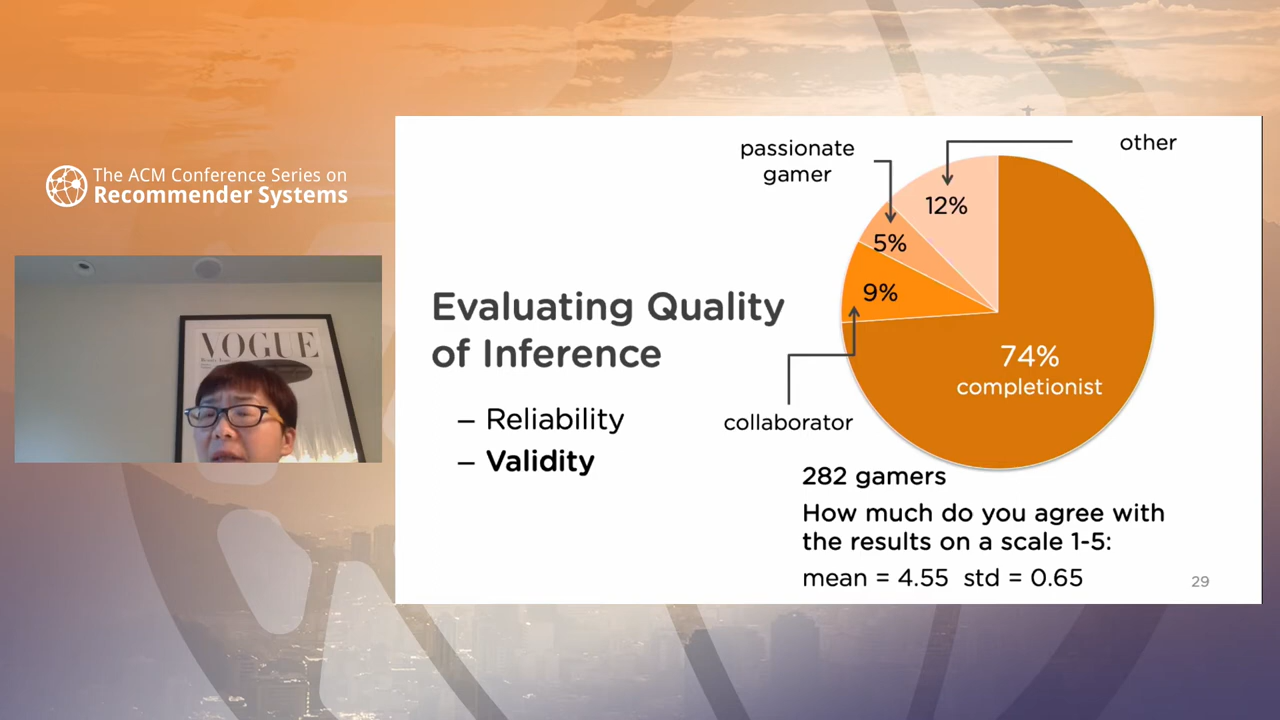 The ACM Conference Series on
Recommender Systems
VOGUE
Evaluating Quality
of Inference
– Reliability
– Validity
passionate
gamer
other
12%
5%
9%
74%
completionist
collaborator
282 gamers
How much do you agree with
the results on a scale 1-5:
mean = 4.55 std = 0.65
29